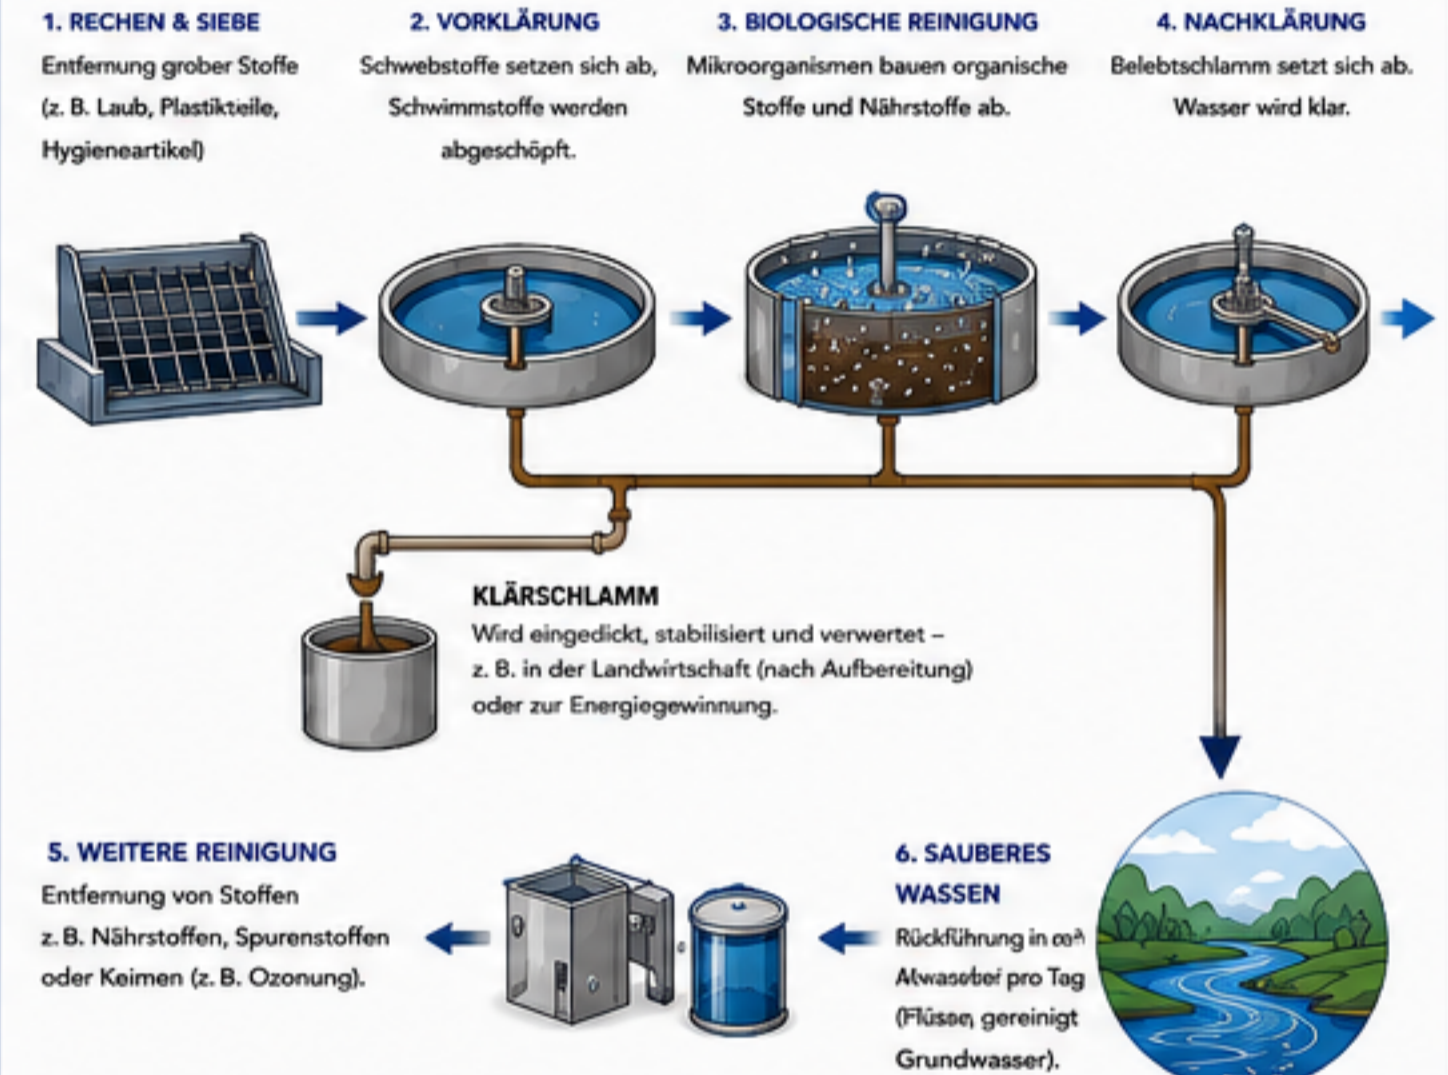 1. RECHEN & SIEBE
Entfernung grober Stoffe
(z. B. Laub, Plastikteile,
Hygieneartikel)
2. VORKLÄRUNG
Schwebstoffe setzen sich ab,
Schwimmstoffe werden
abgeschöpft.
3. BIOLOGISCHE REINIGUNG
Mikroorganismen bauen organische
Stoffe und Nährstoffe ab.
4. NACHKLÄRUNG
Belebtschlamm setzt sich ab.
Wasser wird klar.
KLÄRSCHLAMM
Wird eingedickt, stabilisiert und verwertet –
z. B. in der Landwirtschaft (nach Aufbereitung)
oder zur Energiegewinnung.
5. WEITERE REINIGUNG
Entfernung von Stoffen
z. B. Nährstoffen, Spurenstoffen
oder Keimen (z. B. Ozonung).
6. SAUBERES
WASSEN
Rückführung in
pro Tag
gereinigt
Grundwasser).